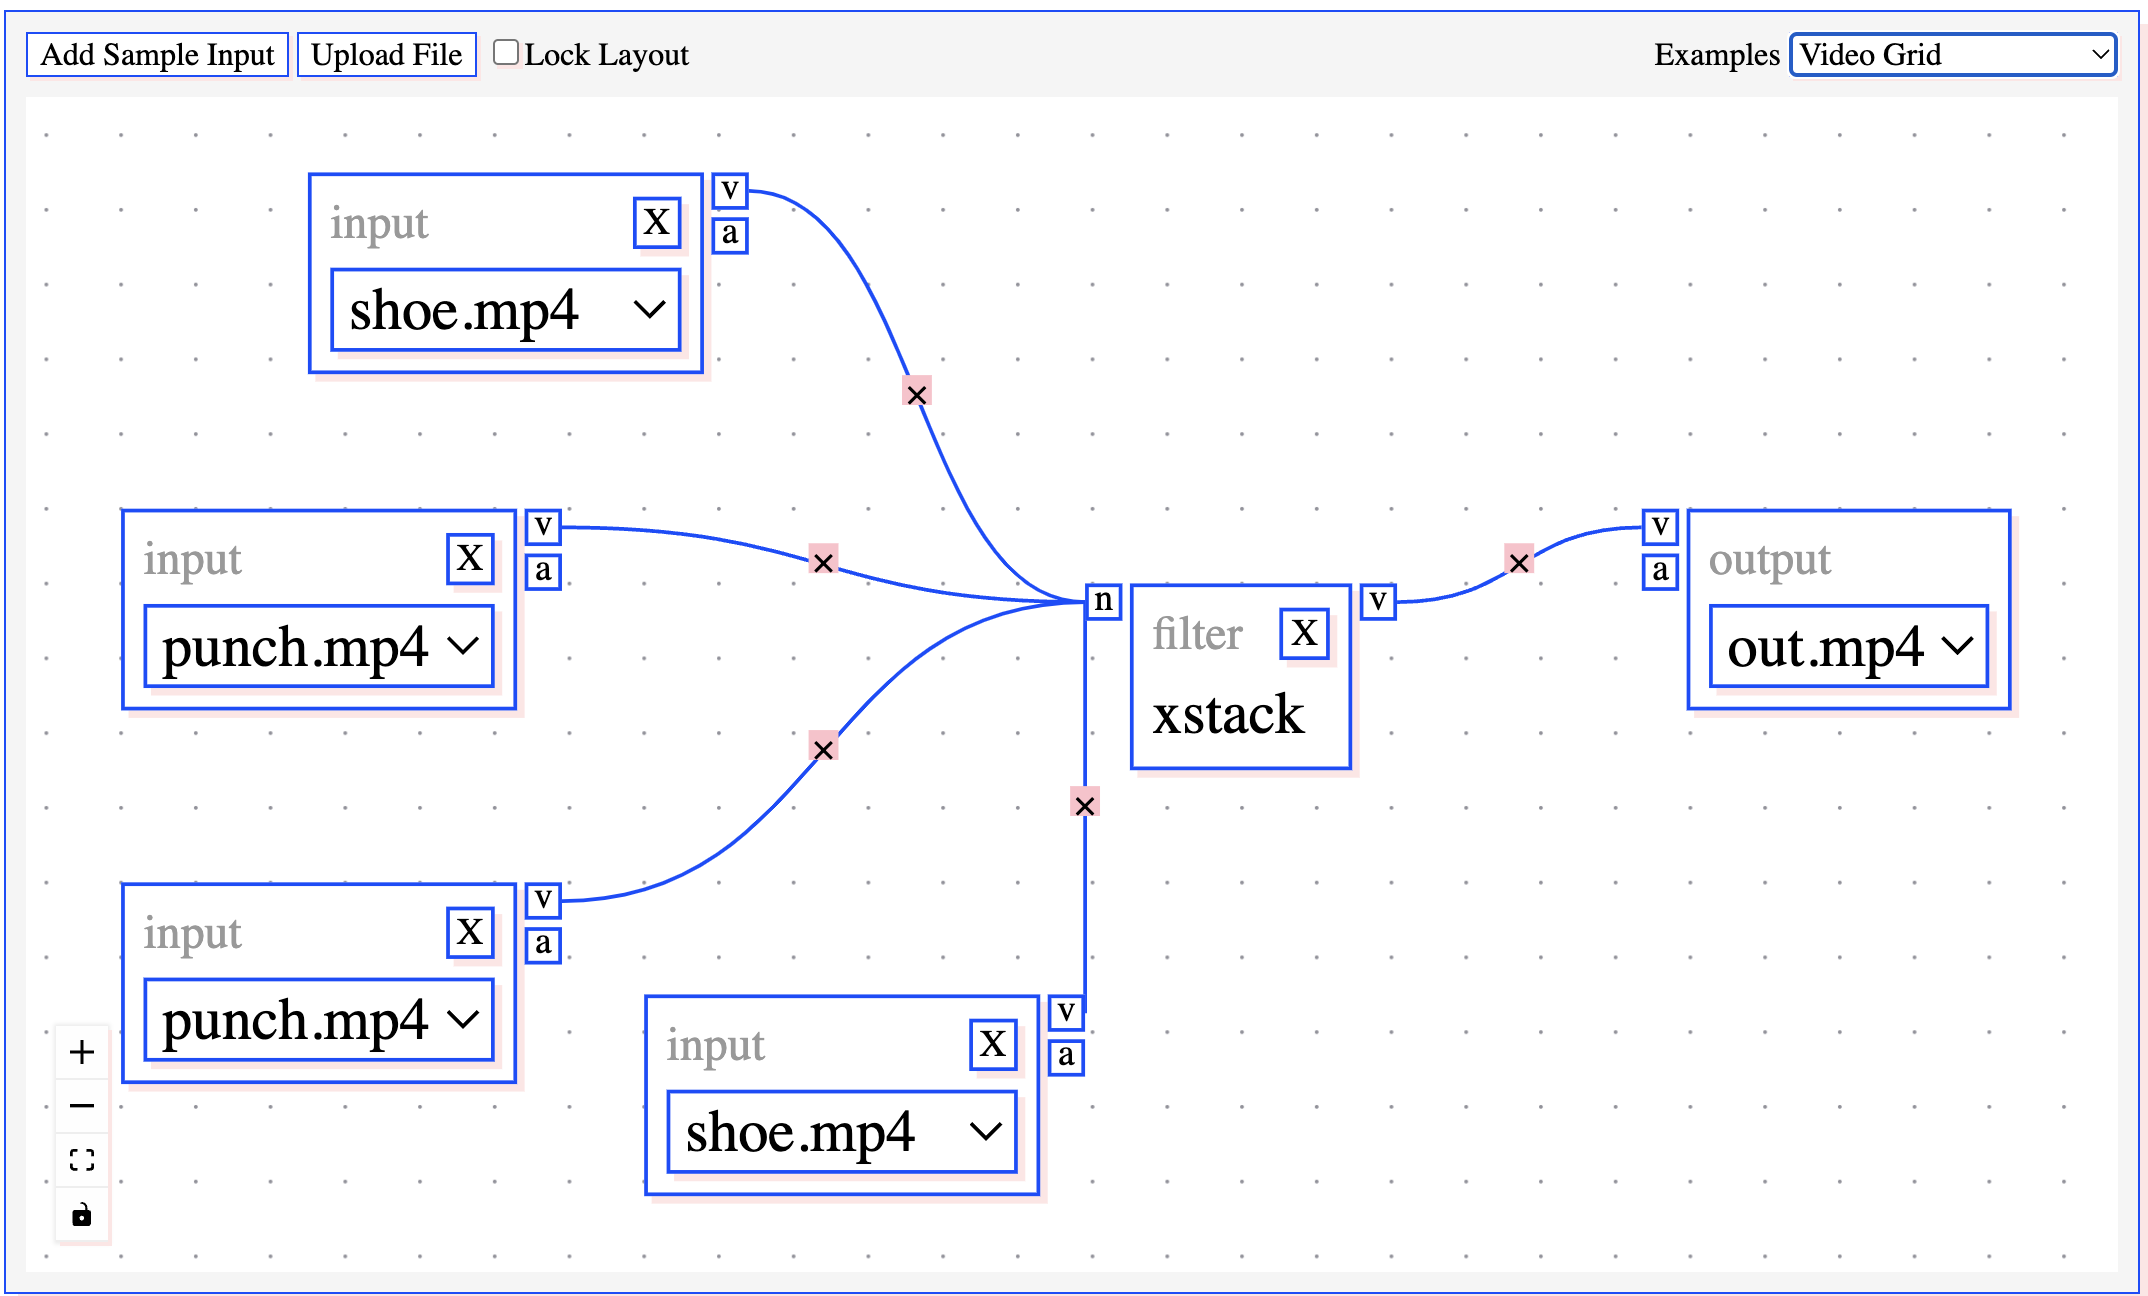 Add Sample Input Upload File Lock Layout Examples Video Grid
input X v
a
shoe.mp4
input X v
a
punch.mp4
n
filter X v
xstack
v output
a
out.mp4
input X v
a
punch.mp4
input X v
a
shoe.mp4